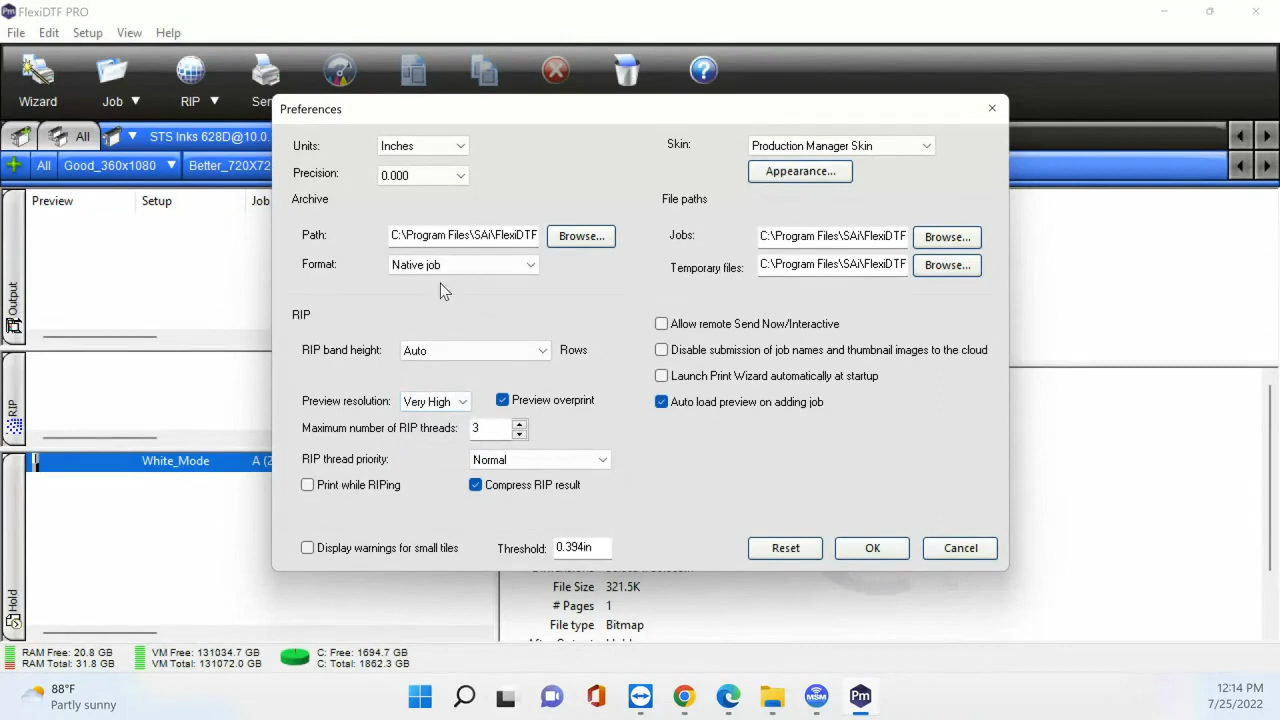 FlexiDTF PRO
File Edit Setup View Help
Wizard Job RIP
All STS Inks 628D@10.0.
All Good_360x1080 Better_720X72
Preview Setup Job
Output
RIP
Hold
White_Mode A (2
Preferences
Units: Inches
Precision: 0.000
Archive
Path: C:\Program Files\SAi\FlexiDTF Browse...
Format: Native job
RIP
RIP band height: Auto Rows
Preview resolution: Very High Preview overprint
Maximum number of RIP threads: 3
RIP thread priority: Normal
Print while RIPing Compress RIP result
Display warnings for small tiles Threshold: 0.394in
Skin: Production Manager Skin
Appearance...
File paths
Jobs: C:\Program Files\SAi\FlexiDTF Browse...
Temporary files: C:\Program Files\SAi\FlexiDTF Browse...
Allow remote Send Now/Interactive
Disable submission of job names and thumbnail images to the cloud
Launch Print Wizard automatically at startup
Auto load preview on adding job
Reset OK Cancel
File Size 321.5K
# Pages 1
File type Bitmap
RAM Free: 20.8 GB VM Free: 131034.7 GB C: Free: 1694.7 GB
RAM Total: 31.8 GB VM Total: 131072.0 GB C: Total: 1862.3 GB
88°F
Partly sunny
MSM
Pm
12:14 PM
7/25/2022